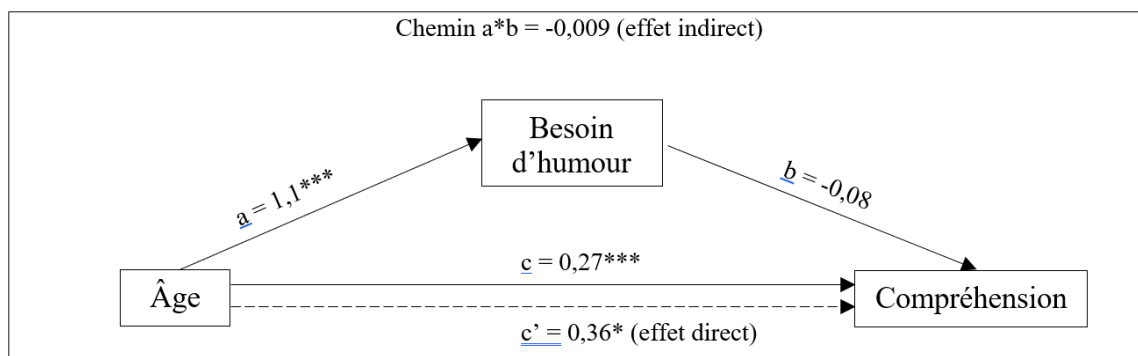 Chemin a*b = -0,009 (effet indirect)
Besoin
d’humour
a = 1,1***
b = -0,08
c = 0,27***
Âge
Compréhension
c’ = 0,36* (effet direct)